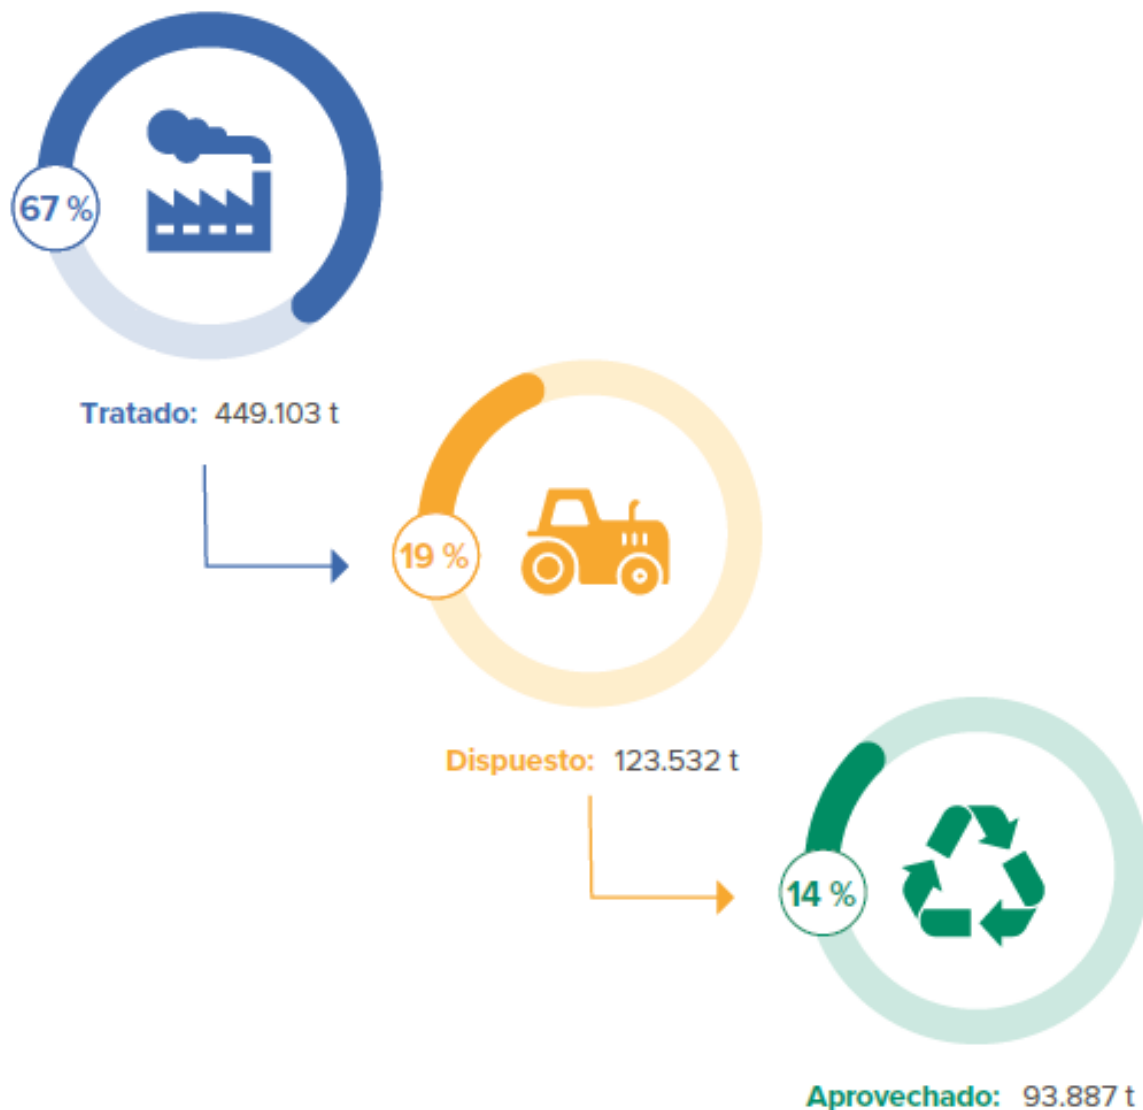 67 %
Tratado: 449.103 t
19 %
Dispuesto: 123.532 t
14 %
Aprovechado: 93.887 t